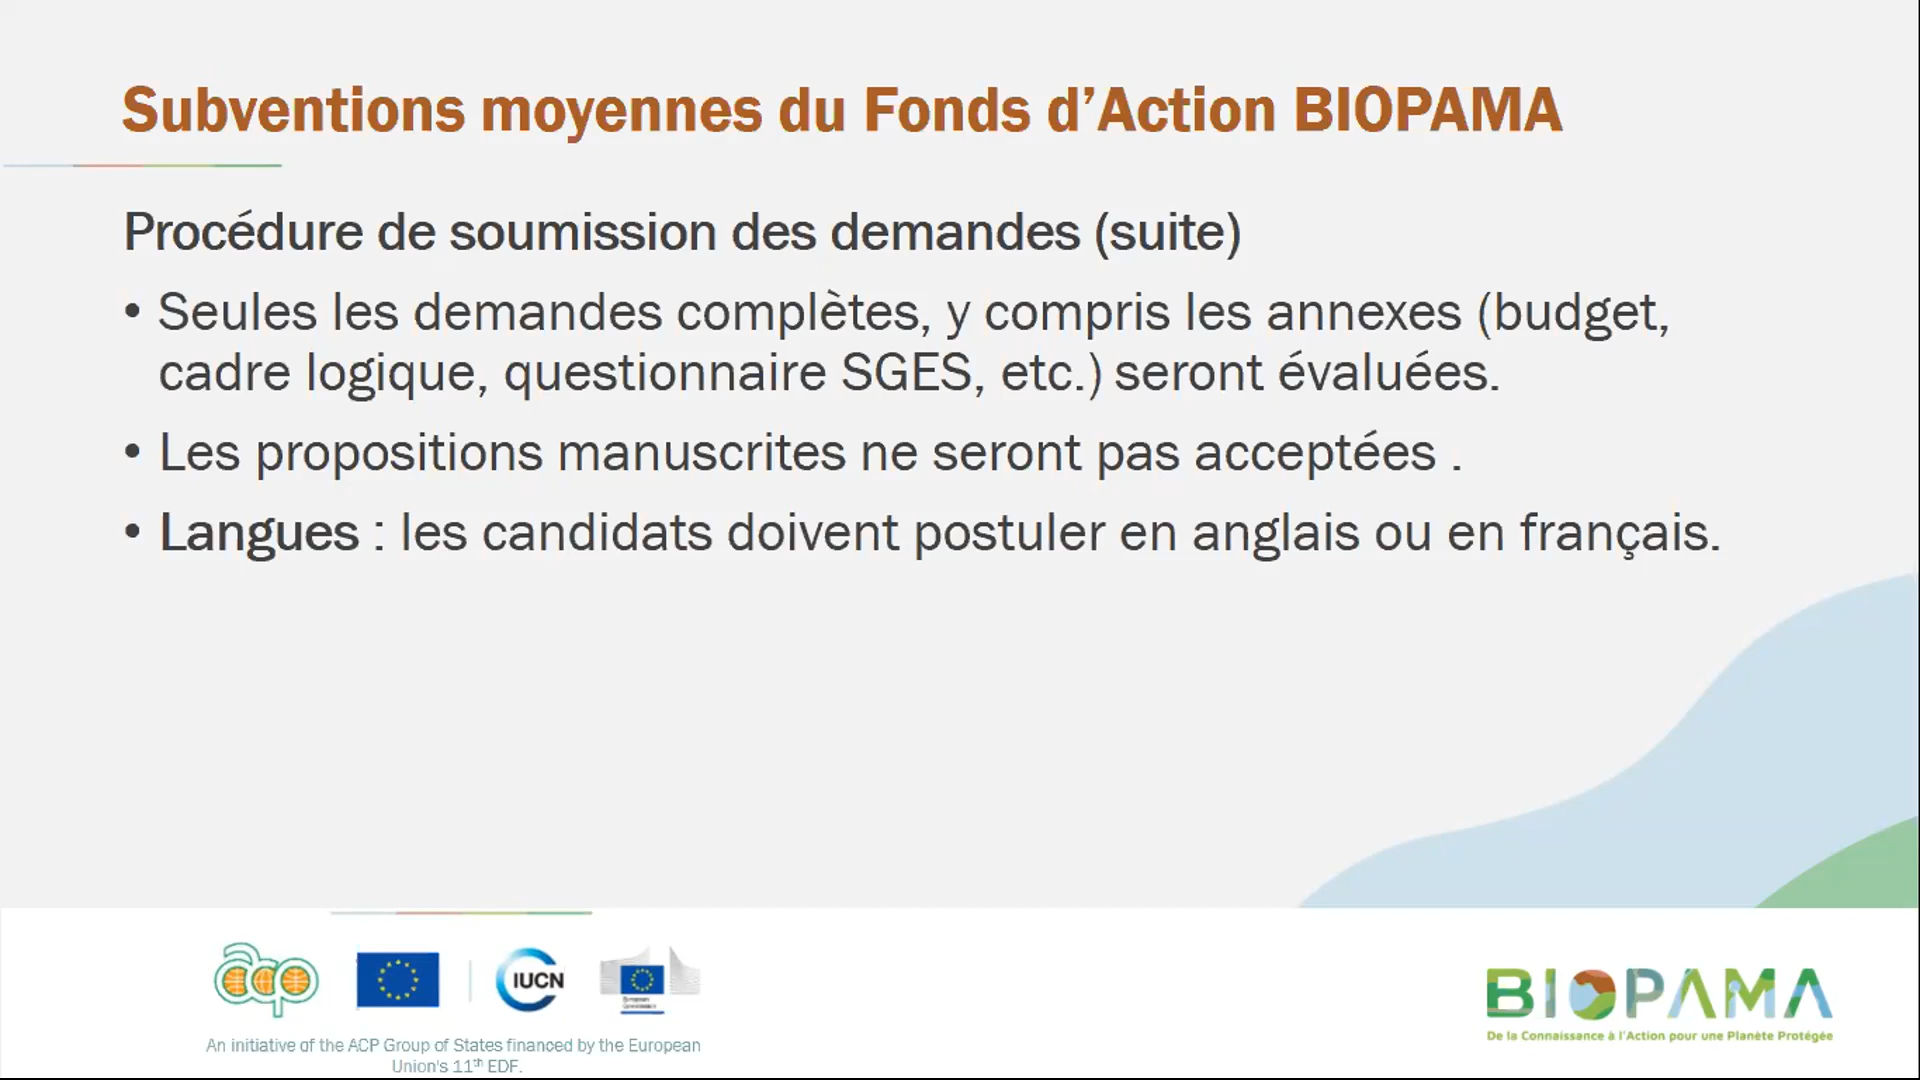 Subventions moyennes du Fonds d’Action BIOPAMA
Procédure de soumission des demandes (suite)
• Seules les demandes complètes, y compris les annexes (budget,
cadre logique, questionnaire SGES, etc.) seront évaluées.
• Les propositions manuscrites ne seront pas acceptées .
• Langues : les candidats doivent postuler en anglais ou en français.
acp
IUCN
European
Commission
An initiative of the ACP Group of States financed by the European
Union's 11th EDF.
BIOPAMA
De la Connaissance à l'Action pour une Planète Protégée